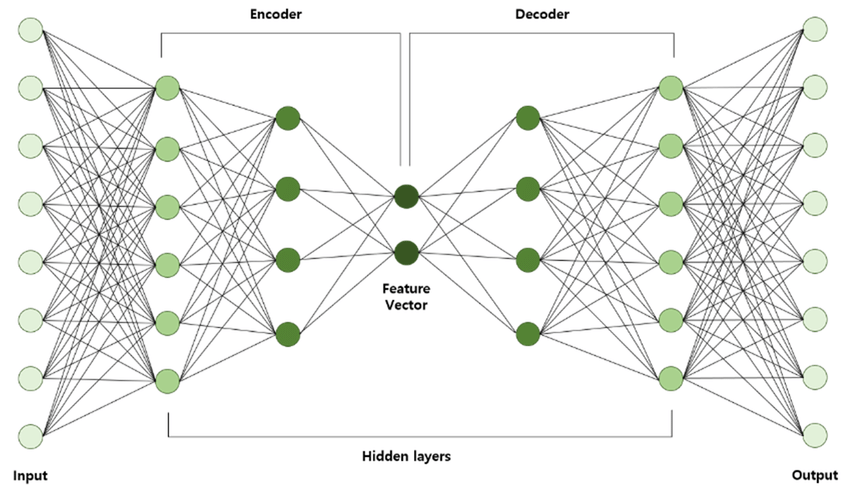 Encoder
Decoder
Feature
Vector
Hidden layers
Input
Output